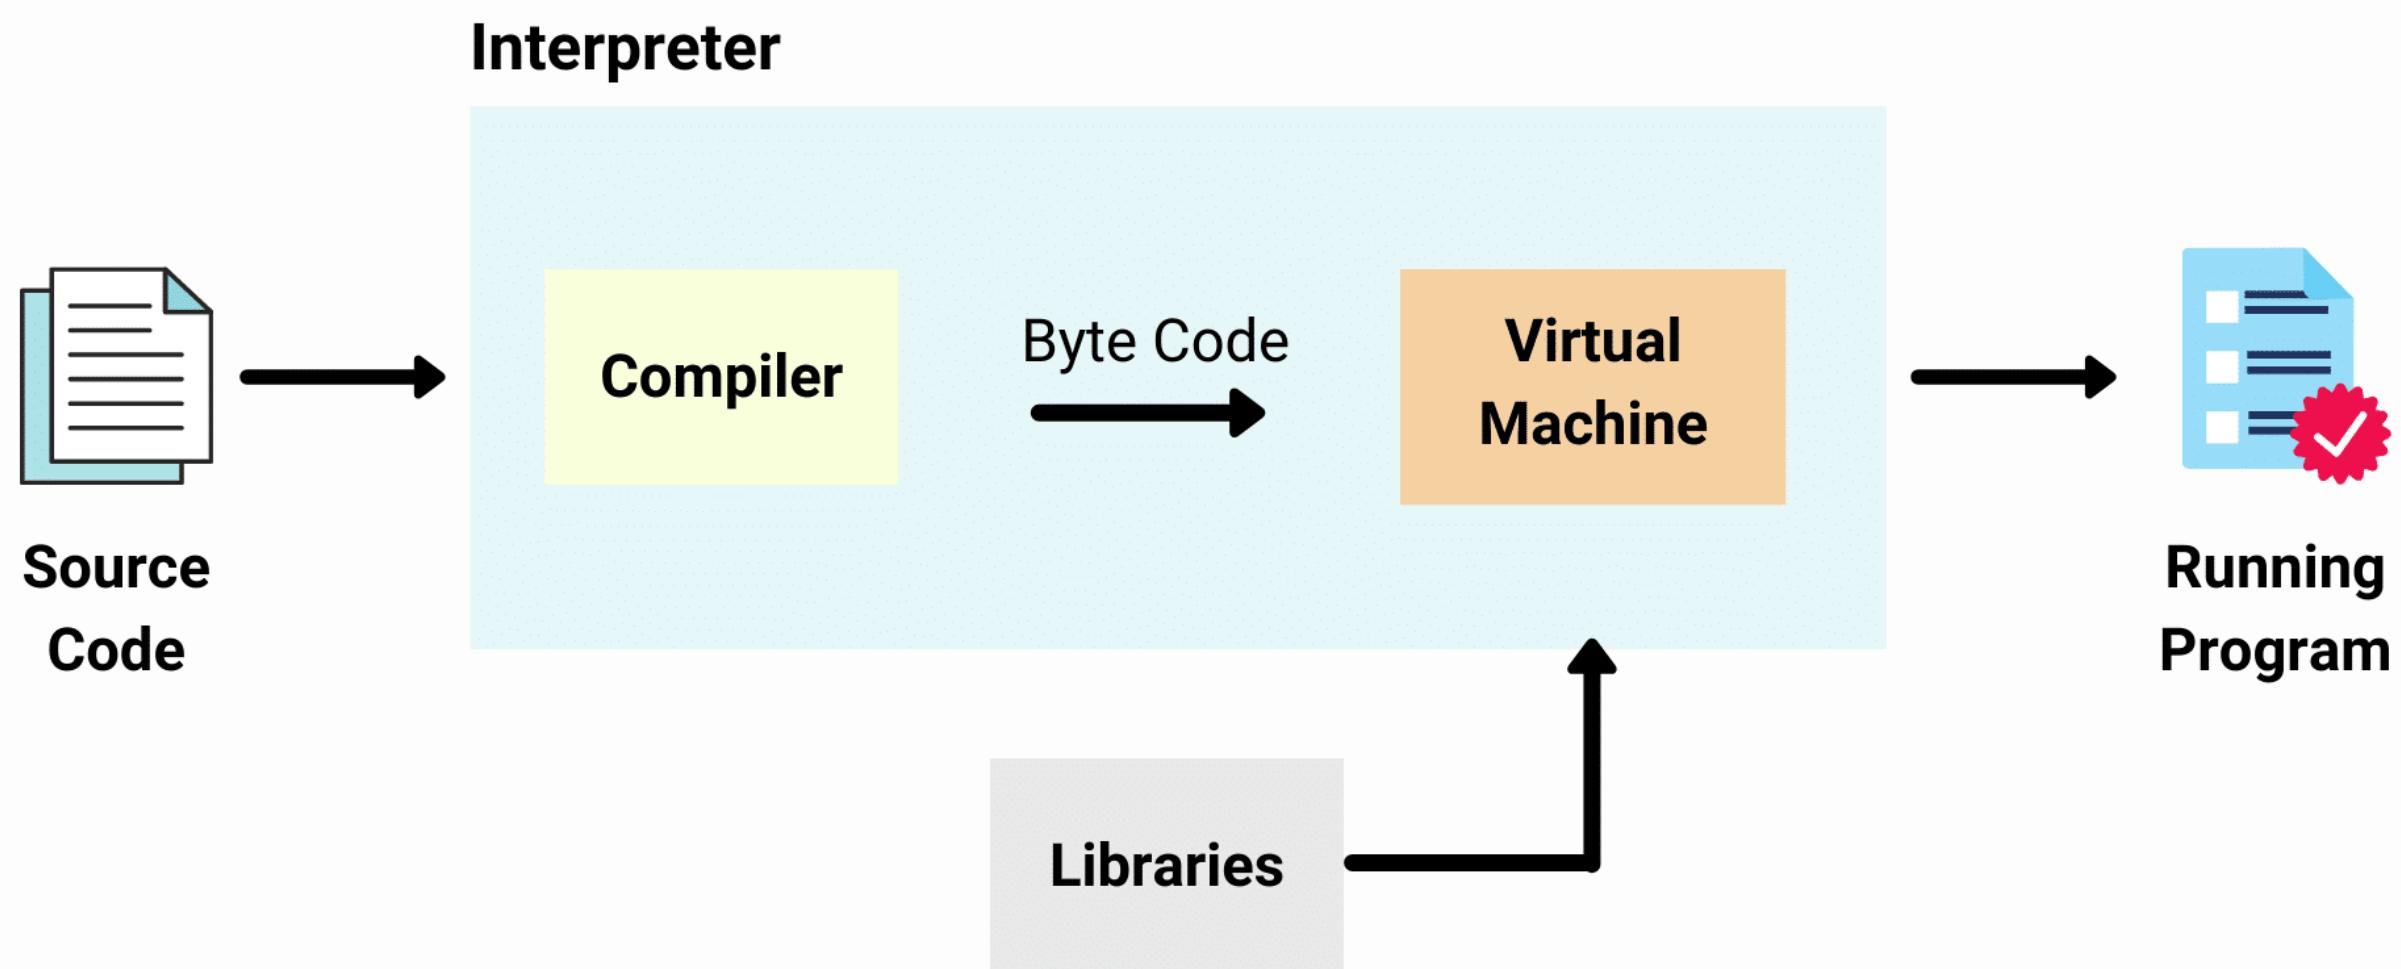 Interpreter
Source
Code
Compiler
Byte Code
Virtual
Machine
Running
Program
Libraries